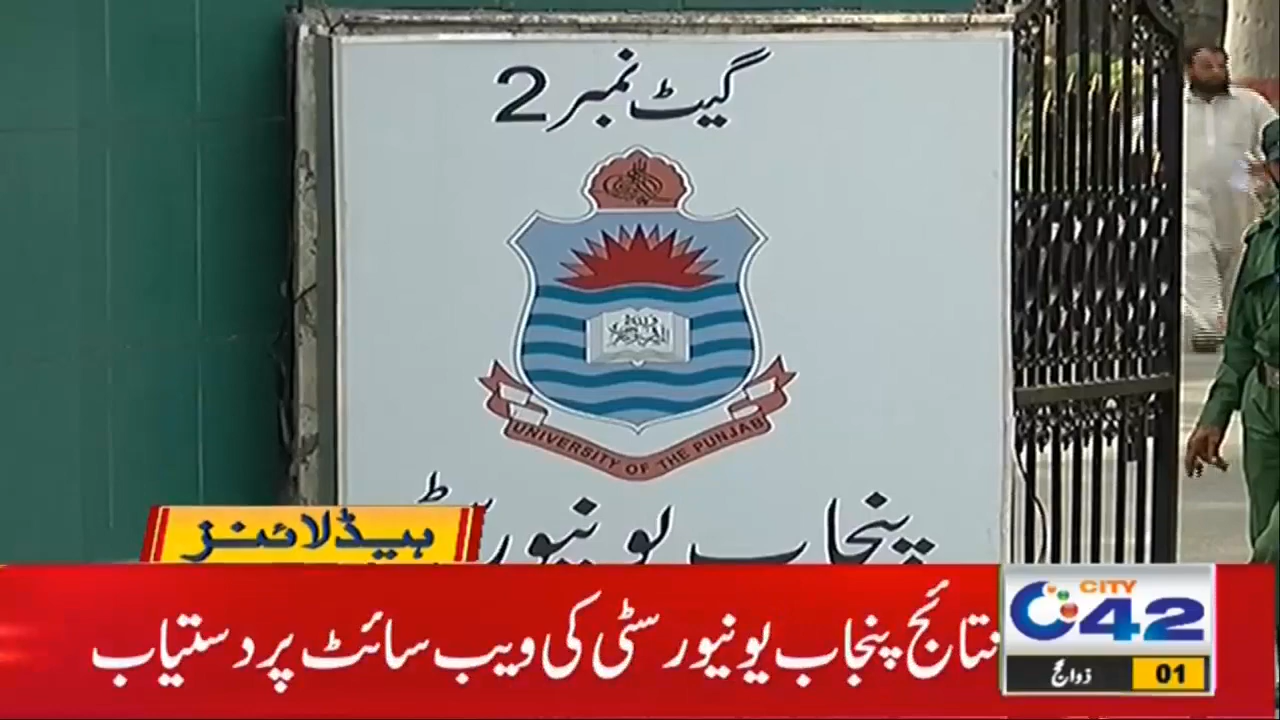 گیٹ نمبر 2
UNIVERSITY OF THE PUNJAB
پنجاب یونیورسٹی
ہیڈلائنز
نتائج پنجاب یونیورسٹی کی ویب سائٹ پر دستیاب
CITY
42
ذوالحج 01